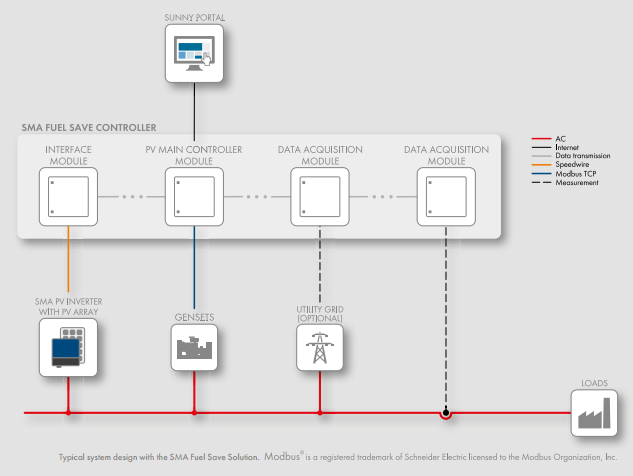 SUNNY PORTAL
SMA FUEL SAVE CONTROLLER
INTERFACE
MODULE
PV MAIN CONTROLLER
MODULE
DATA ACQUISITION
MODULE
DATA ACQUISITION
MODULE
AC
Internet
Data transmission
Speedwire
Modbus TCP
Measurement
SMA PV INVERTER
WITH PV ARRAY
GENSETS
UTILITY GRID
(OPTIONAL)
LOADS
Typical system design with the SMA Fuel Save Solution. Modbus® is a registered trademark of Schneider Electric licensed to the Modbus Organization, Inc.